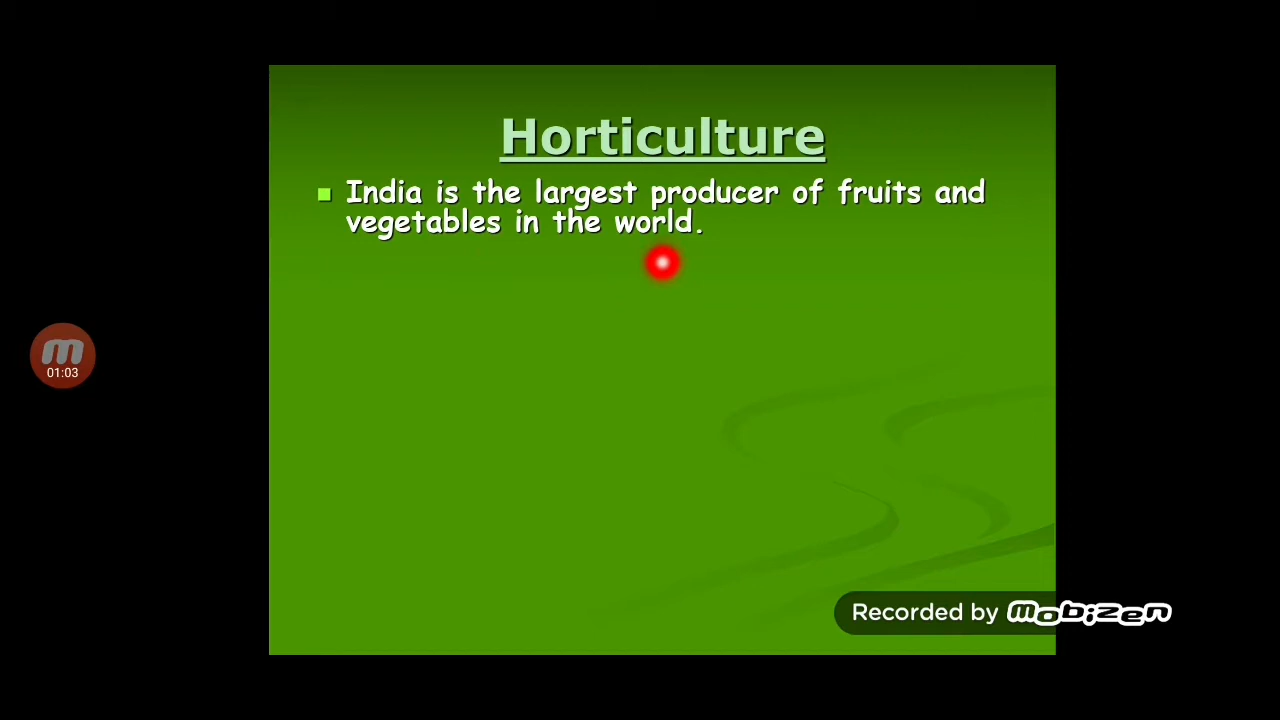 Horticulture
India is the largest producer of fruits and
vegetables in the world.
01:03
Recorded by mobizen